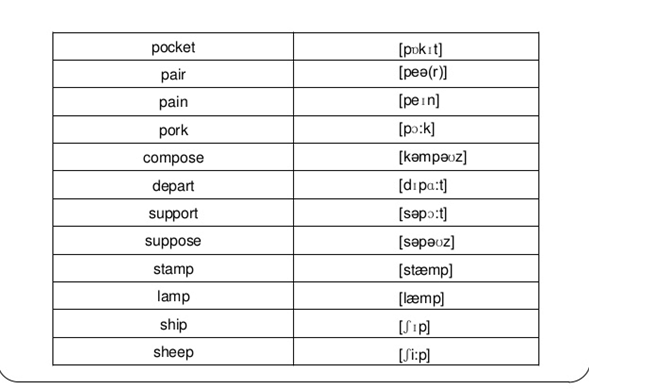 pocket [pɒkɪt]
pair [peə(r)]
pain [peɪn]
pork [pɔ:k]
compose [kəmpəʊz]
depart [dɪpɑ:t]
support [səpɔ:t]
suppose [səpəʊz]
stamp [stæmp]
lamp [læmp]
ship [ʃɪp]
sheep [ʃi:p]